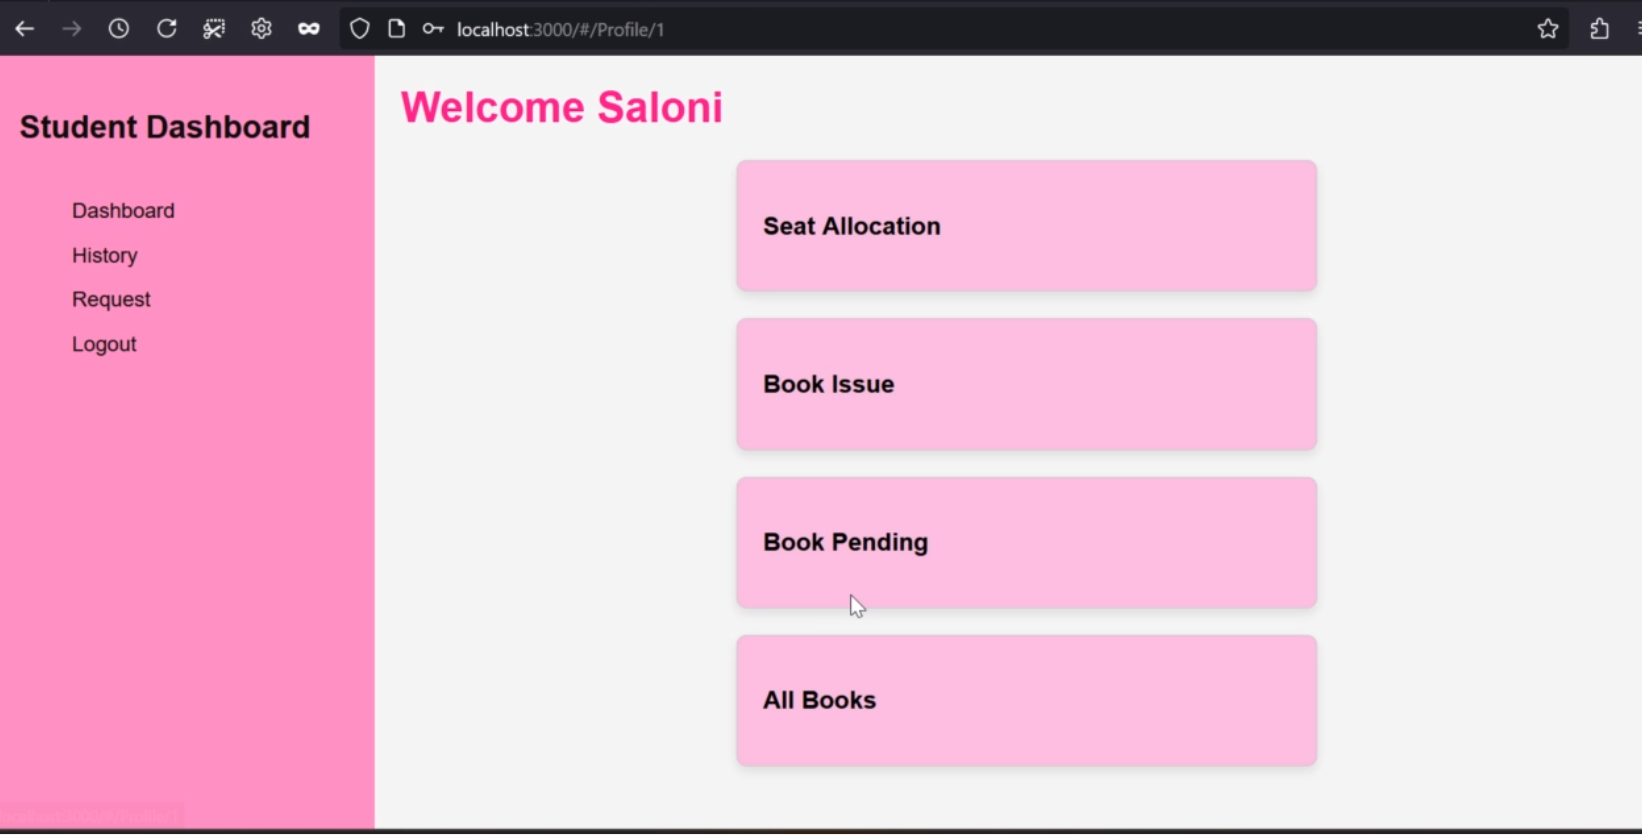 localhost:3000/#/Profile/1
Student Dashboard
Dashboard
History
Request
Logout
Welcome Saloni
Seat Allocation
Book Issue
Book Pending
All Books